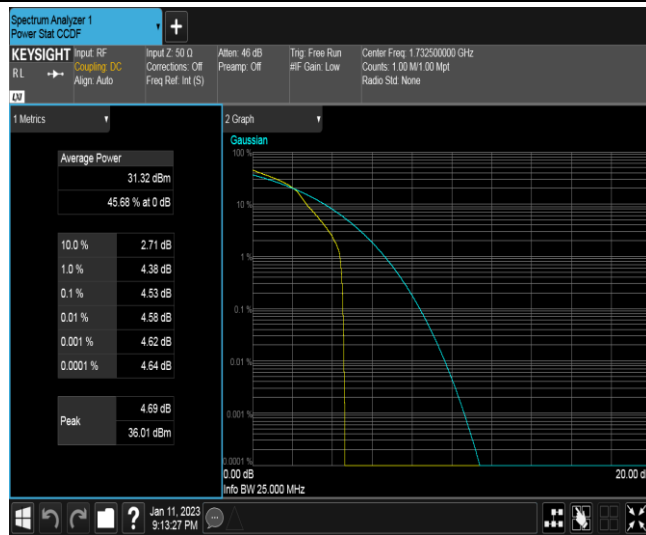 Spectrum Analyzer 1
Power Stat CCDF
+
KEYSIGHT
RL
Input: RF
Coupling: DC
Align: Auto
Input Z: 50 Ω
Corrections: Off
Freq Ref: Int (S)
Atten: 46 dB
Preamp: Off
Trig: Free Run
#IF Gain: Low
Center Freq: 1.732500000 GHz
Counts: 1.00 M/1.00 Mpt
Radio Std: None
LXI
1 Metrics
Average Power
31.32 dBm
45.68 % at 0 dB
10.0 % 2.71 dB
1.0 % 4.38 dB
0.1 % 4.53 dB
0.01 % 4.58 dB
0.001 % 4.62 dB
0.0001 % 4.64 dB
Peak
4.69 dB
36.01 dBm
2 Graph
Gaussian
100 %
10 %
1 %
0.1 %
0.01 %
0.001 %
0.0001 %
0.00 dB
20.00 d
Info BW 25.000 MHz
?
Jan 11, 2023
9:13:27 PM